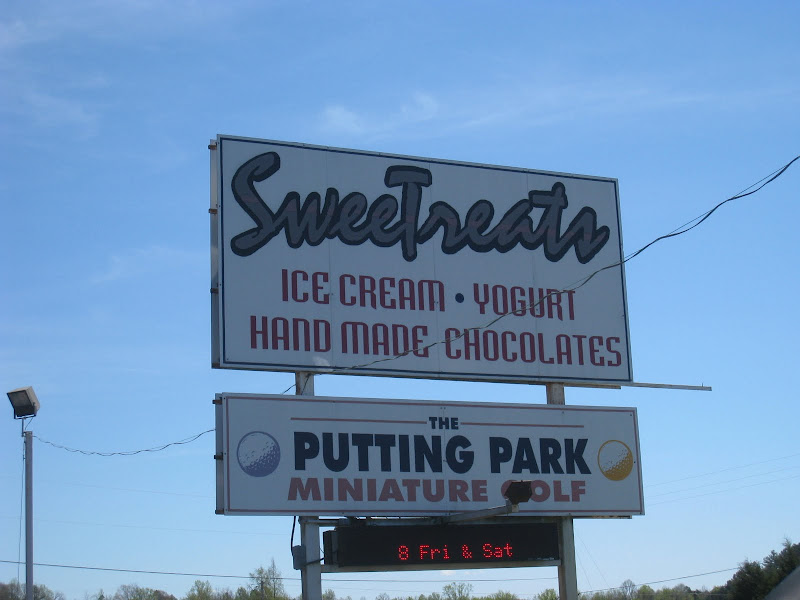 SweeTreats
ICE CREAM • YOGURT
HAND MADE CHOCOLATES
THE
PUTTING PARK
MINIATURE GOLF
8 Fri & Sat